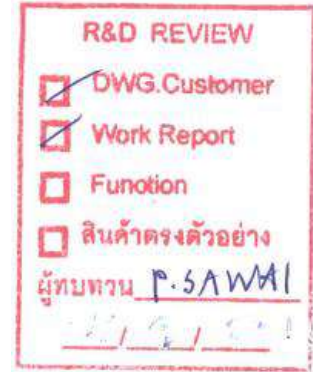 R&D REVIEW
DWG.Customer
Work Report
Function
สินค้าตรงตัวอย่าง
ผู้ทบทวน P.SAWAI